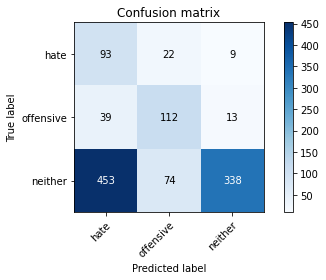 Confusion matrix
True label
hate 93 22 9
offensive 39 112 13
neither 453 74 338
hate offensive neither
Predicted label
450
400
350
300
250
200
150
100
50